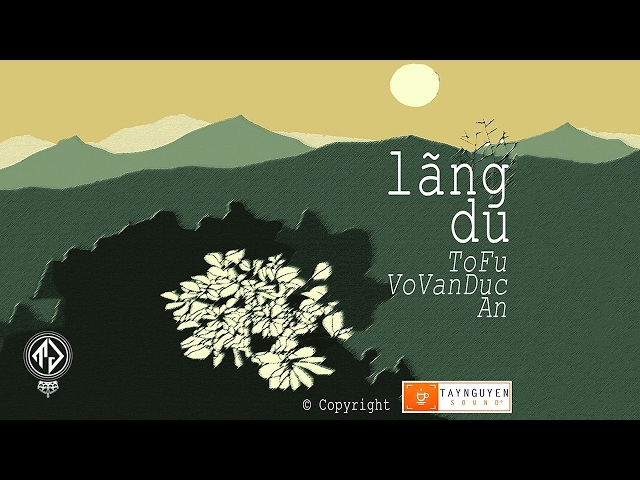 lãng
du
ToFu
VoVanDuc
An
© Copyright
TAYNGUYEN
SOUND+